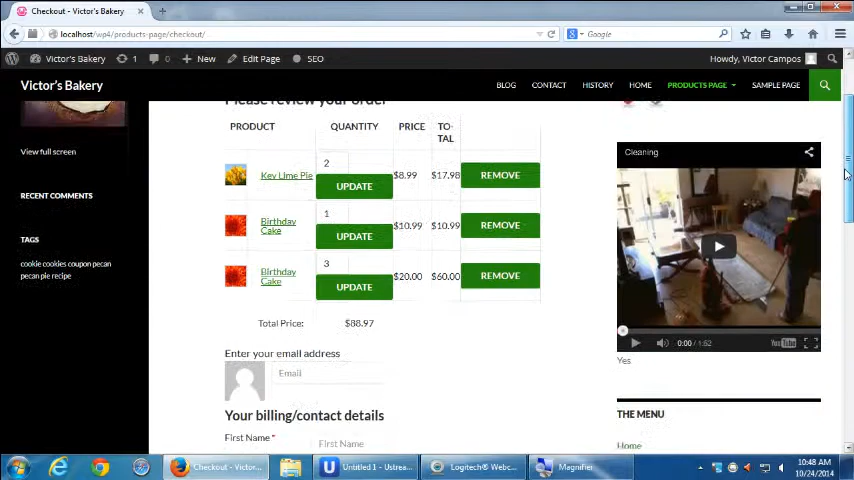 Checkout - Victor's Bakery
localhost/wp4/products-page/checkout/
Google
Victor's Bakery 1 0 New Edit Page SEO Howdy, Victor Campos
Victor's Bakery BLOG CONTACT HISTORY HOME PRODUCTS PAGE SAMPLE PAGE
Please review your order
View full screen
RECENT COMMENTS
TAGS
cookie cookies coupon pecan
pecan pie recipe
PRODUCT QUANTITY PRICE TO-
TAL
2
Key Lime Pie $8.99 $17.98 REMOVE
UPDATE
1
Birthday
Cake $10.99 $10.99 REMOVE
UPDATE
3
Birthday
Cake $20.00 $60.00 REMOVE
UPDATE
Total Price: $88.97
Enter your email address
Email
Your billing/contact details
First Name * First Name
Cleaning
0:00 / 1:52 YouTube
Yes
THE MENU
Home
Checkout - Victor... Untitled 1 - Ustrea... Logitech® Webc... Magnifier
10:48 AM
10/24/2014